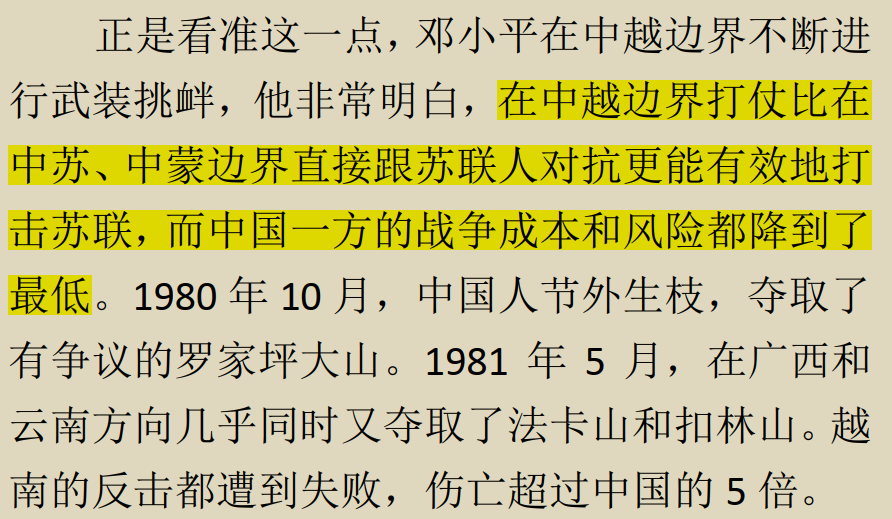 正是看准这一点，邓小平在中越边界不断进
行武装挑衅，他非常明白，在中越边界打仗比在
中苏、中蒙边界直接跟苏联人对抗更能有效地打
击苏联，而中国一方的战争成本和风险都降到了
最低。1980 年 10 月，中国人节外生枝，夺取了
有争议的罗家坪大山。1981 年 5 月，在广西和
云南方向几乎同时又夺取了法卡山和扣林山。越
南的反击都遭到失败，伤亡超过中国的 5 倍。